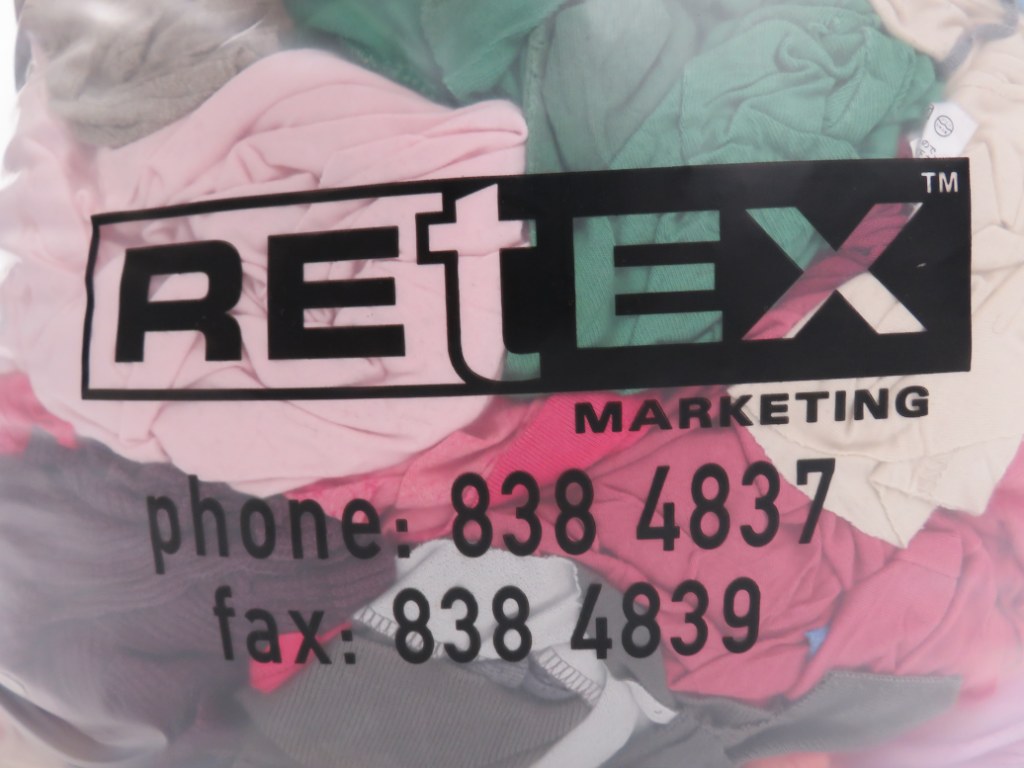 RETEX™
MARKETING
phone: 838 4837
fax: 838 4839